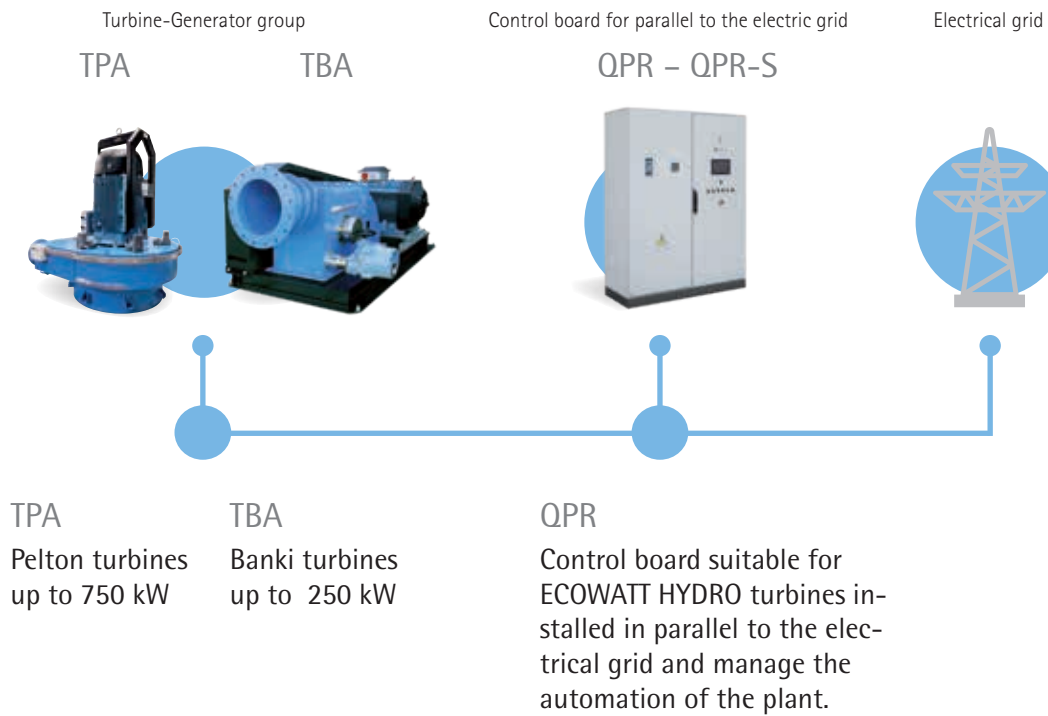 Turbine-Generator group
Control board for parallel to the electric grid
Electrical grid
TPA
TBA
QPR – QPR-S
TPA
Pelton turbines
up to 750 kW
TBA
Banki turbines
up to 250 kW
QPR
Control board suitable for
ECOWATT HYDRO turbines in-
stalled in parallel to the elec-
trical grid and manage the
automation of the plant.